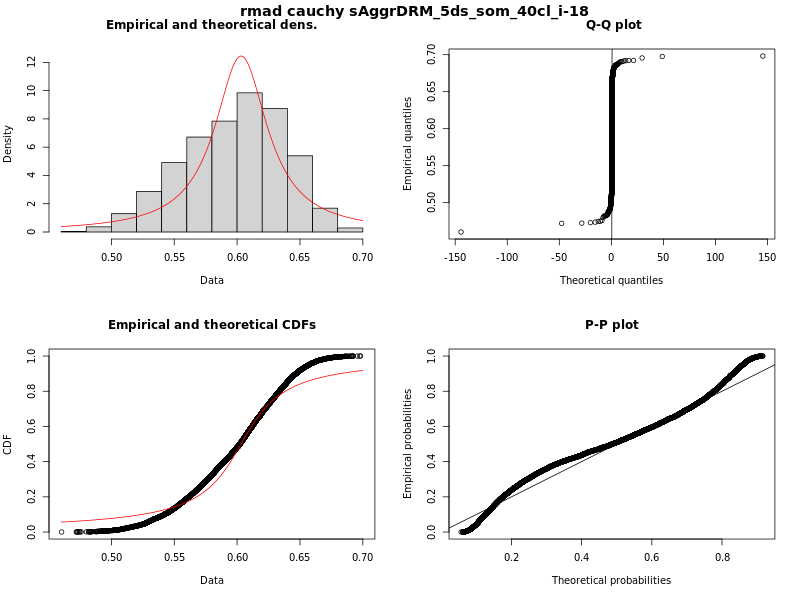 rmad cauchy sAggrDRM_5ds_som_40cl_i-18
Empirical and theoretical dens.
Density
0 2 4 6 8 10 12
0.50 0.55 0.60 0.65 0.70
Data
Q-Q plot
Empirical quantiles
0.50 0.55 0.60 0.65 0.70
-150 -100 -50 0 50 100 150
Theoretical quantiles
Empirical and theoretical CDFs
CDF
0.0 0.2 0.4 0.6 0.8 1.0
0.50 0.55 0.60 0.65 0.70
Data
P-P plot
Empirical probabilities
0.0 0.2 0.4 0.6 0.8 1.0
0.2 0.4 0.6 0.8
Theoretical probabilities